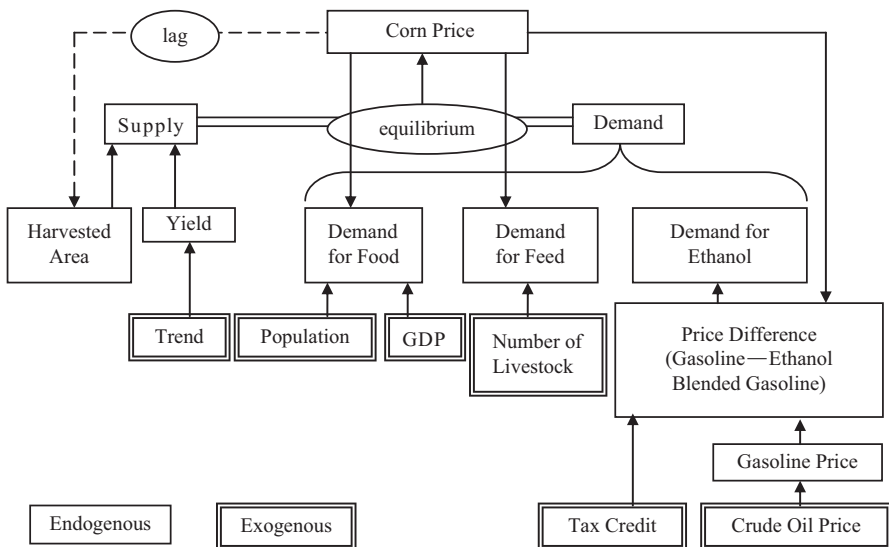 lag
Corn Price
Supply
equilibrium
Demand
Harvested
Area
Yield
Demand
for Food
Demand
for Feed
Demand for
Ethanol
Trend
Population
GDP
Number of
Livestock
Price Difference
(Gasoline—Ethanol
Blended Gasoline)
Gasoline Price
Endogenous
Exogenous
Tax Credit
Crude Oil Price